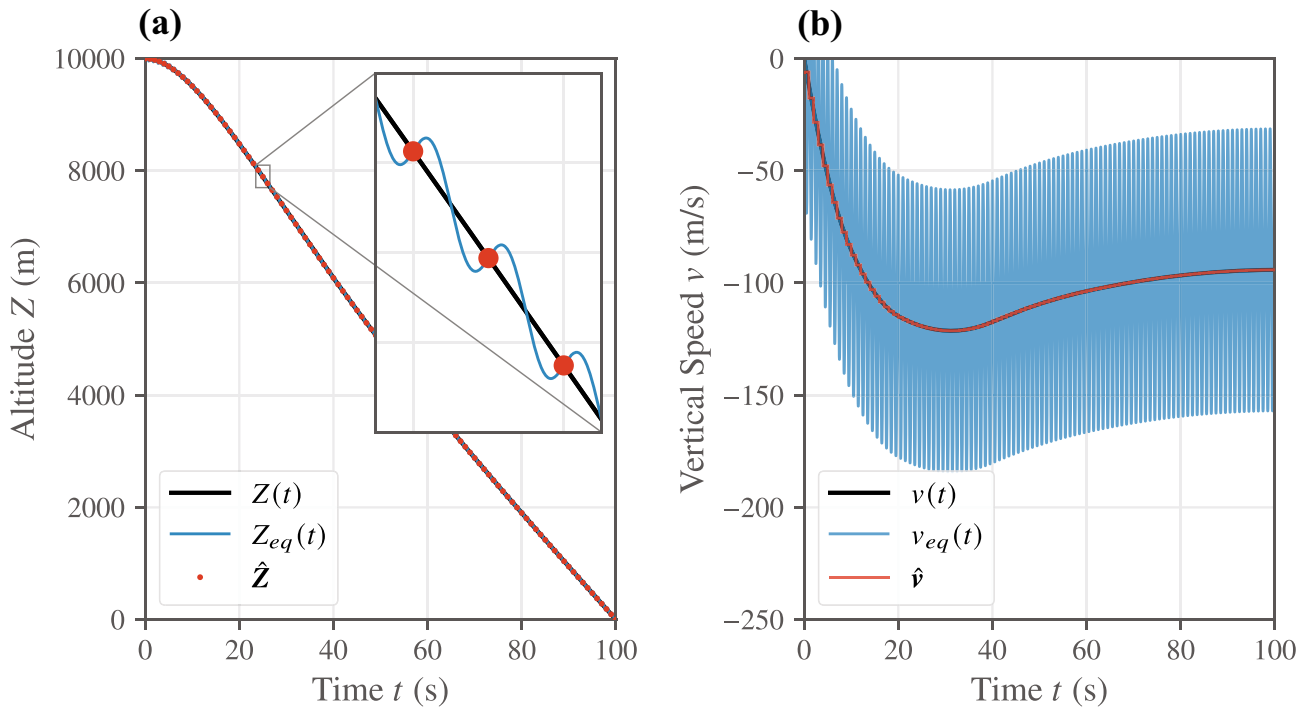 (a)
10000
8000
6000
4000
2000
0
Altitude Z (m)
Z(t)
Z_eq(t)
Ẑ
0 20 40 60 80 100
Time t (s)
(b)
0
−50
−100
−150
−200
−250
Vertical Speed v (m/s)
v(t)
v_eq(t)
v̂
0 20 40 60 80 100
Time t (s)